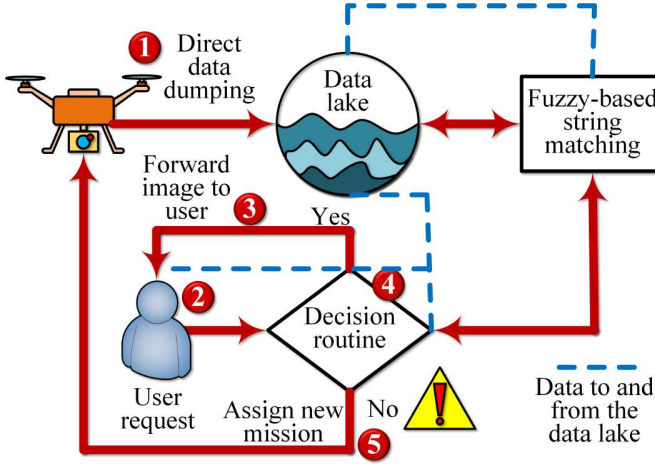 1
Direct
data
dumping
Data
lake
Fuzzy-based
string
matching
Forward
image to
user
3
Yes
2
4
Decision
routine
User
request
Assign new
mission
No
!
5
Data to and
from the
data lake